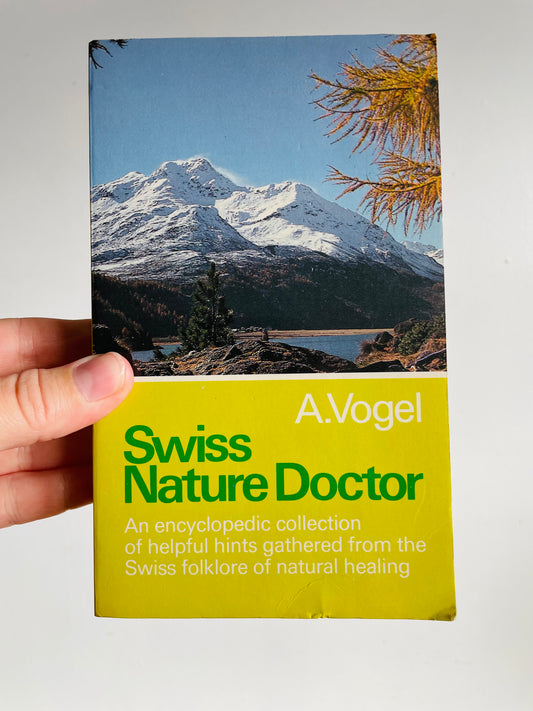 A.Vogel
Swiss
Nature Doctor
An encyclopedic collection
of helpful hints gathered from the
Swiss folklore of natural healing